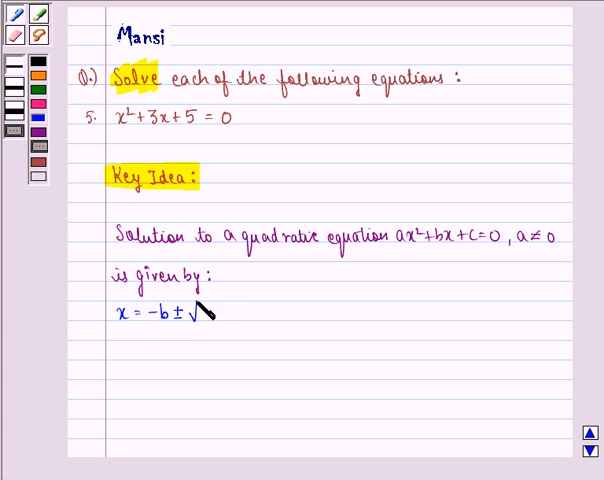 Mansi
Q.) Solve each of the following equations :
5. x²+3x+5 = 0
Key Idea:
Solution to a quadratic equation ax²+bx+c=0, a≠0
is given by:
x = -b ± √